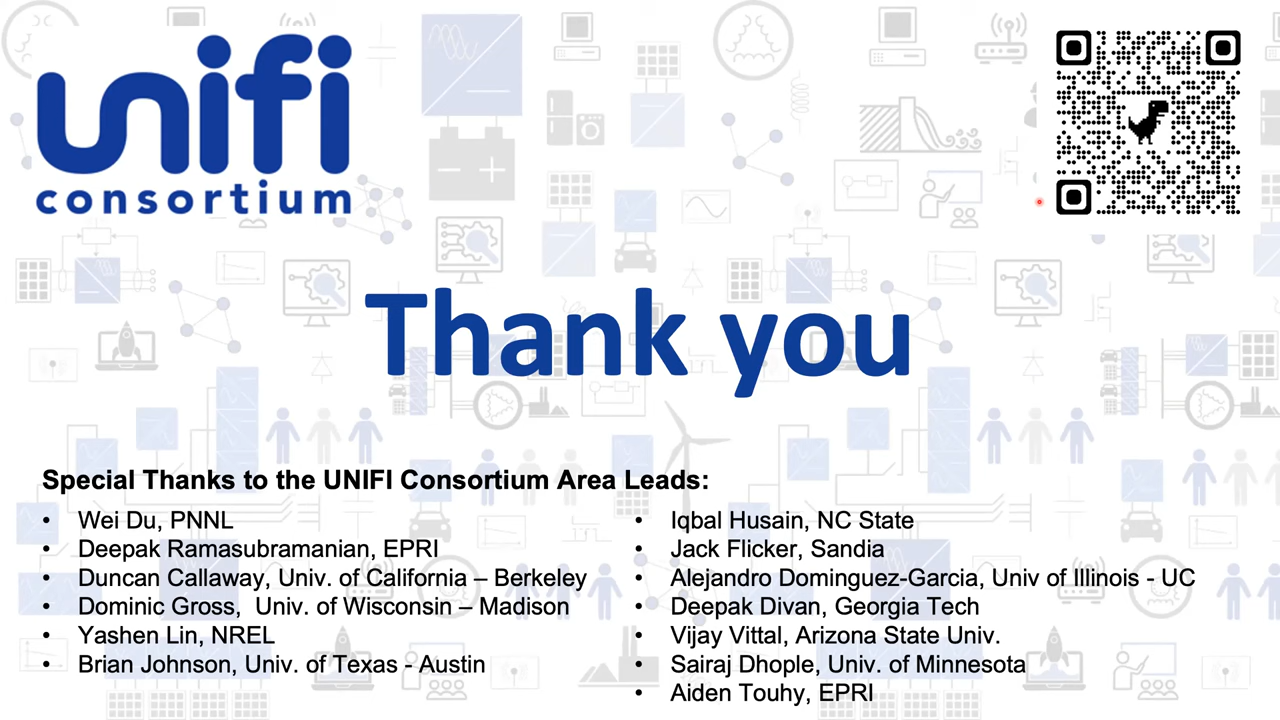 unifi
consortium
Thank you
Special Thanks to the UNIFI Consortium Area Leads:
• Wei Du, PNNL
• Deepak Ramasubramanian, EPRI
• Duncan Callaway, Univ. of California – Berkeley
• Dominic Gross,  Univ. of Wisconsin – Madison
• Yashen Lin, NREL
• Brian Johnson, Univ. of Texas - Austin
• Iqbal Husain, NC State
• Jack Flicker, Sandia
• Alejandro Dominguez-Garcia, Univ of Illinois - UC
• Deepak Divan, Georgia Tech
• Vijay Vittal, Arizona State Univ.
• Sairaj Dhople, Univ. of Minnesota
• Aiden Touhy, EPRI